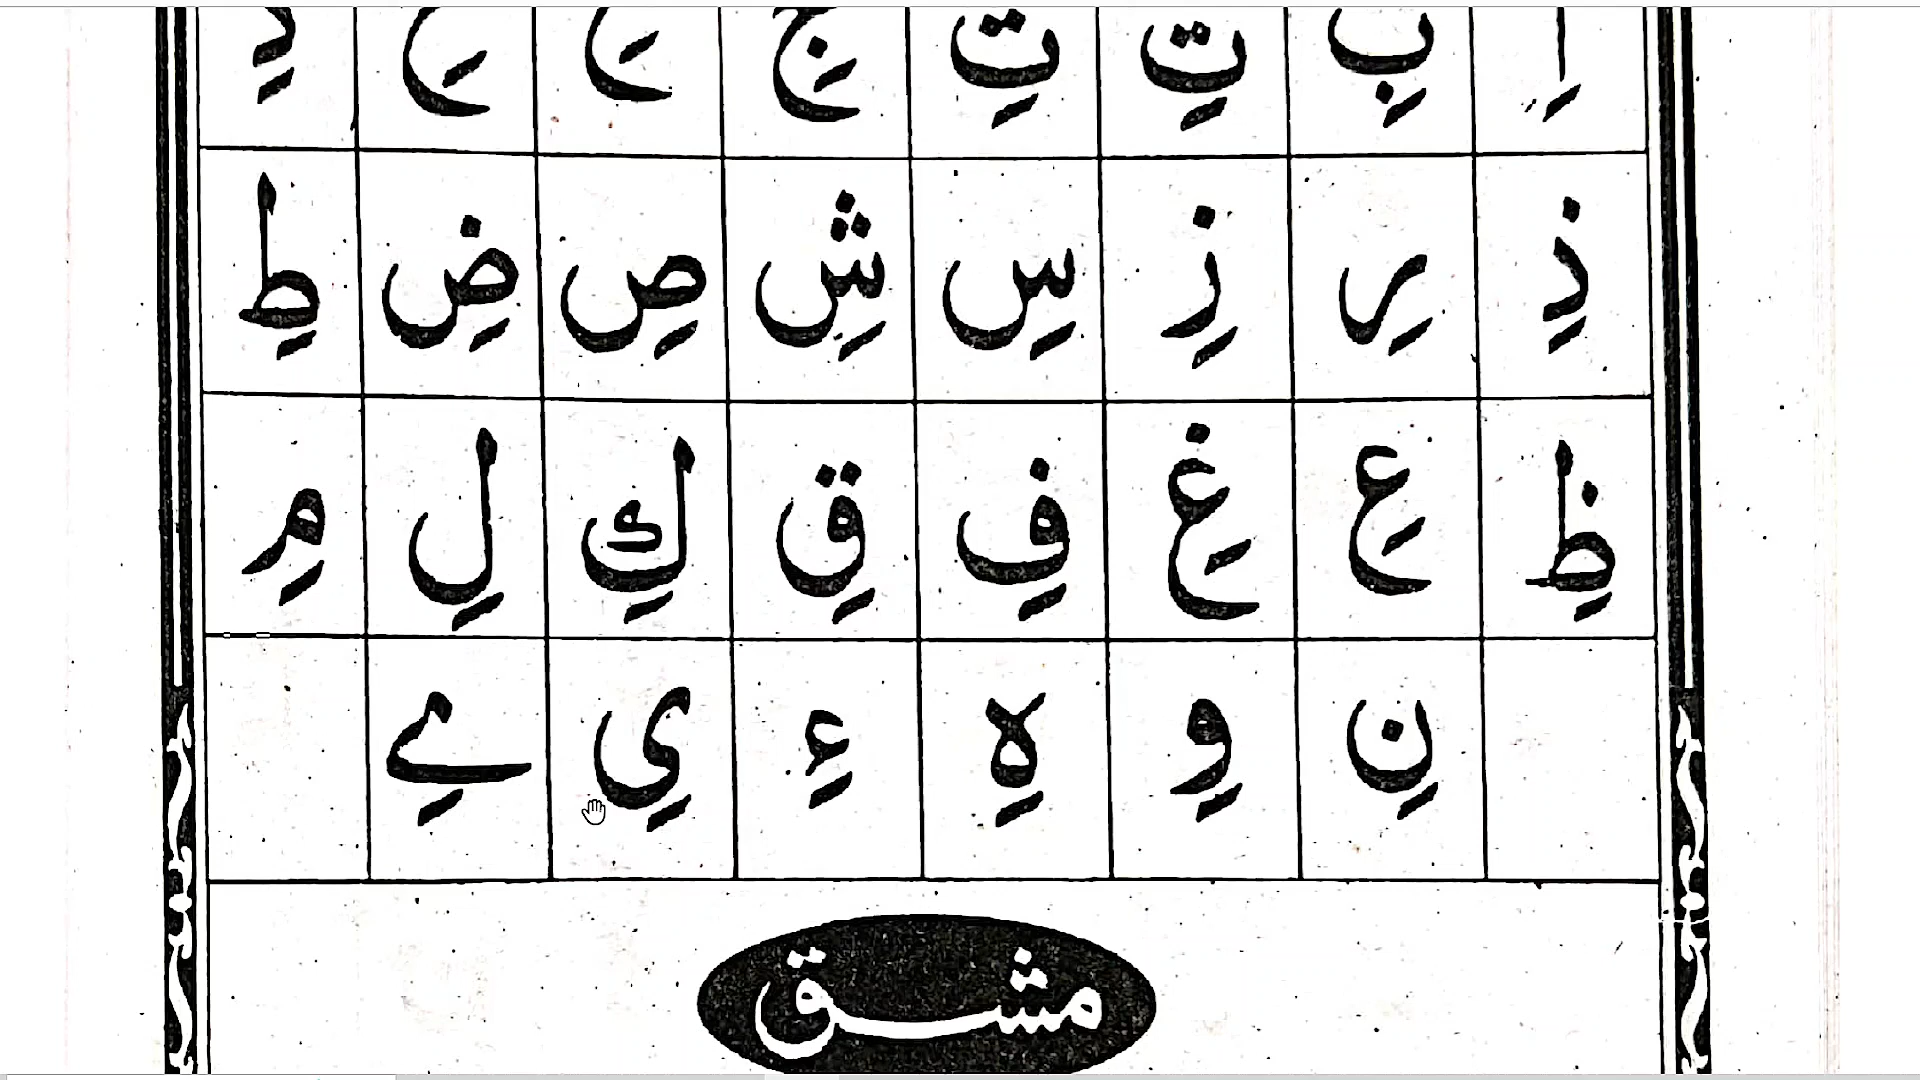 اِ بِ تِ ثِ جِ حِ خِ دِ
ذِ رِ زِ سِ شِ صِ ضِ طِ
ظِ عِ غِ فِ قِ كِ لِ مِ
نِ وِ هِ ءِ يِ ےِ
مشق